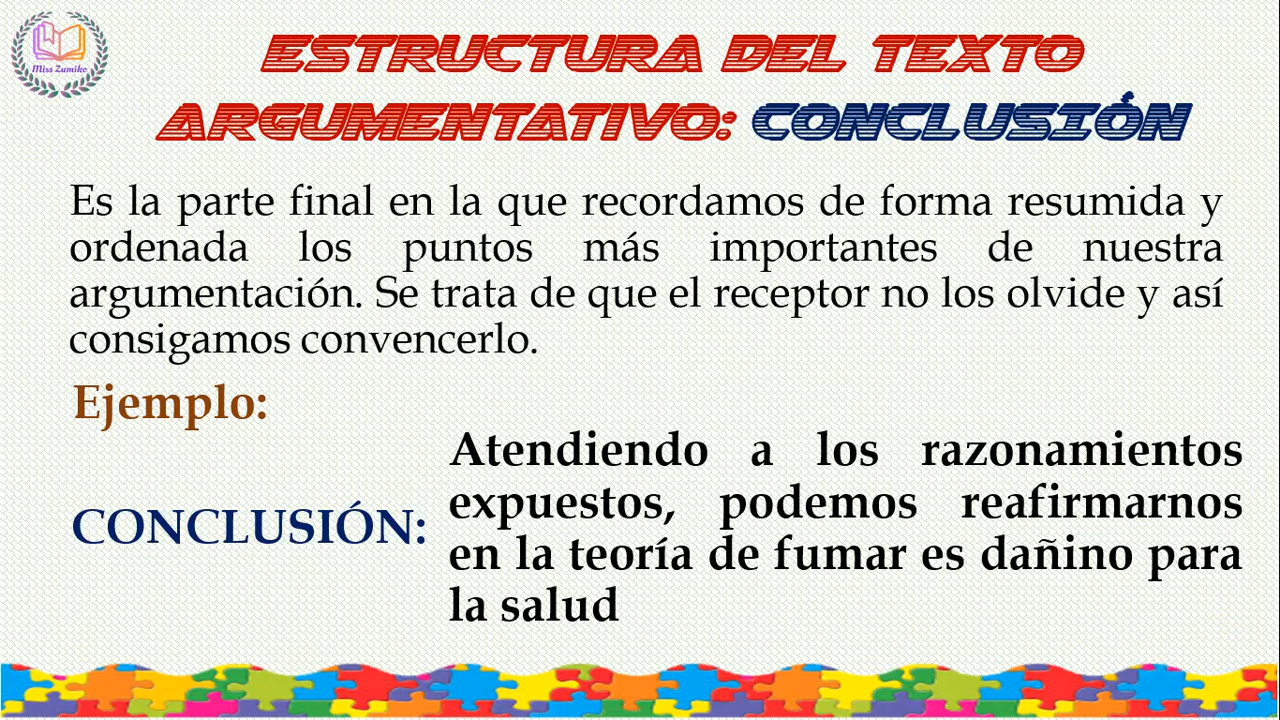 Miss Zumiko
ESTRUCTURA DEL TEXTO
ARGUMENTATIVO: CONCLUSIÓN
Es la parte final en la que recordamos de forma resumida y
ordenada los puntos más importantes de nuestra
argumentación. Se trata de que el receptor no los olvide y así
consigamos convencerlo.
Ejemplo:
CONCLUSIÓN:
Atendiendo a los razonamientos
expuestos, podemos reafirmarnos
en la teoría de fumar es dañino para
la salud